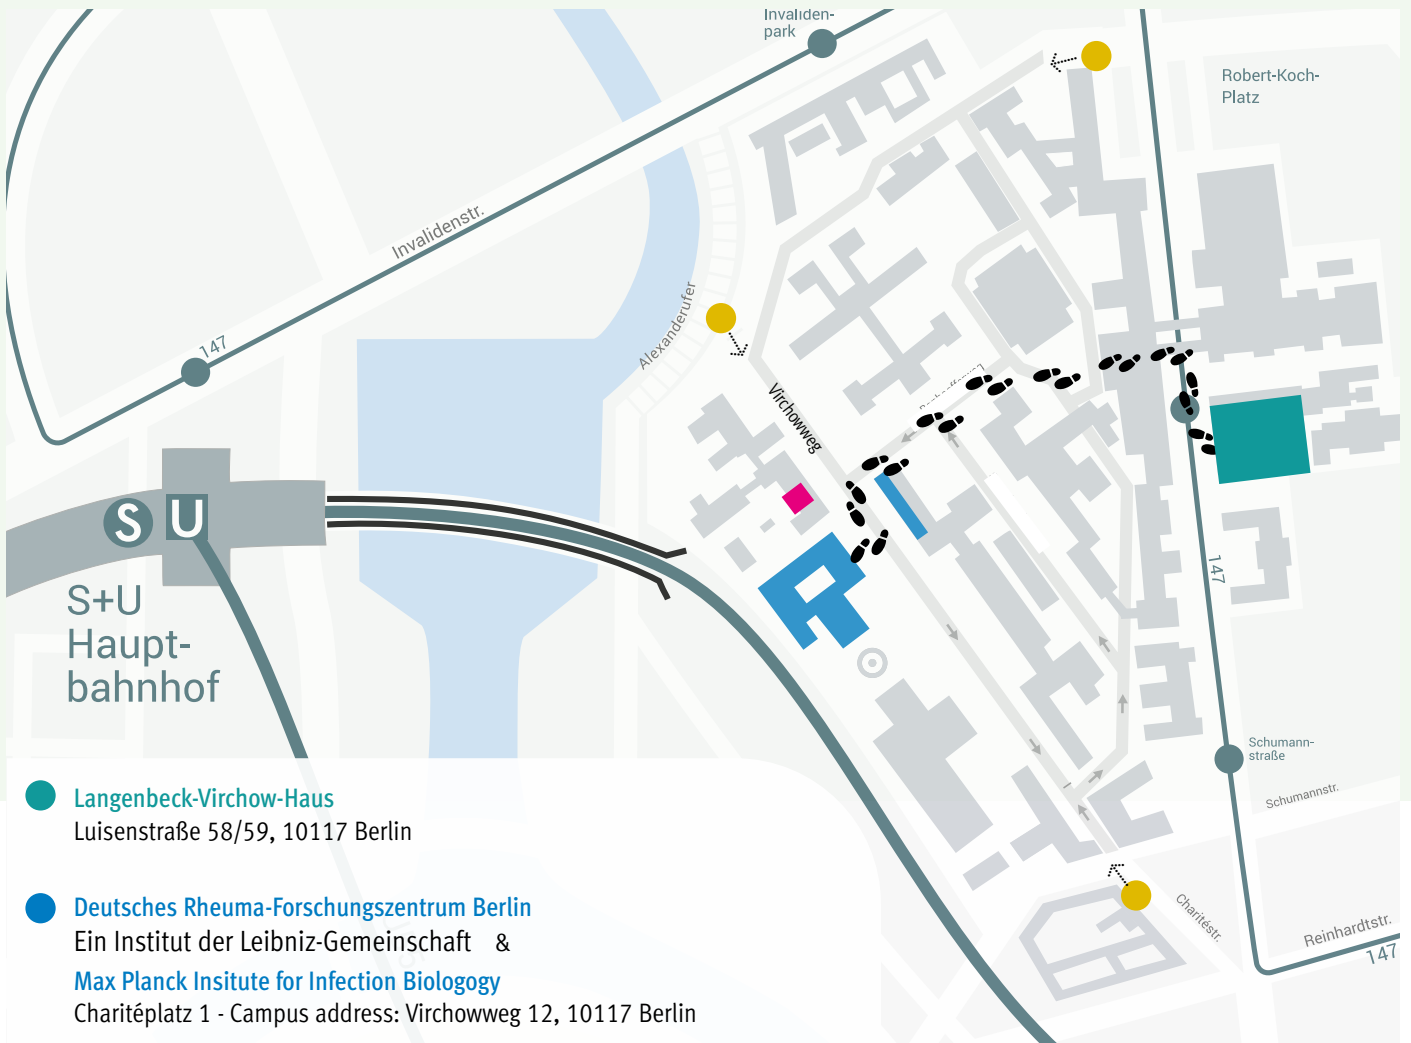 Invaliden-
park
Robert-Koch-
Platz
Invalidenstr.
147
Alexanderufer
Virchowweg
S
U
S+U
Haupt-
bahnhof
147
Schumann-
straße
Schumannstr.
Charitéstr.
Reinhardtstr.
147
Langenbeck-Virchow-Haus
Luisenstraße 58/59, 10117 Berlin
Deutsches Rheuma-Forschungszentrum Berlin
Ein Institut der Leibniz-Gemeinschaft &
Max Planck Insitute for Infection Biologogy
Charitéplatz 1 - Campus address: Virchowweg 12, 10117 Berlin